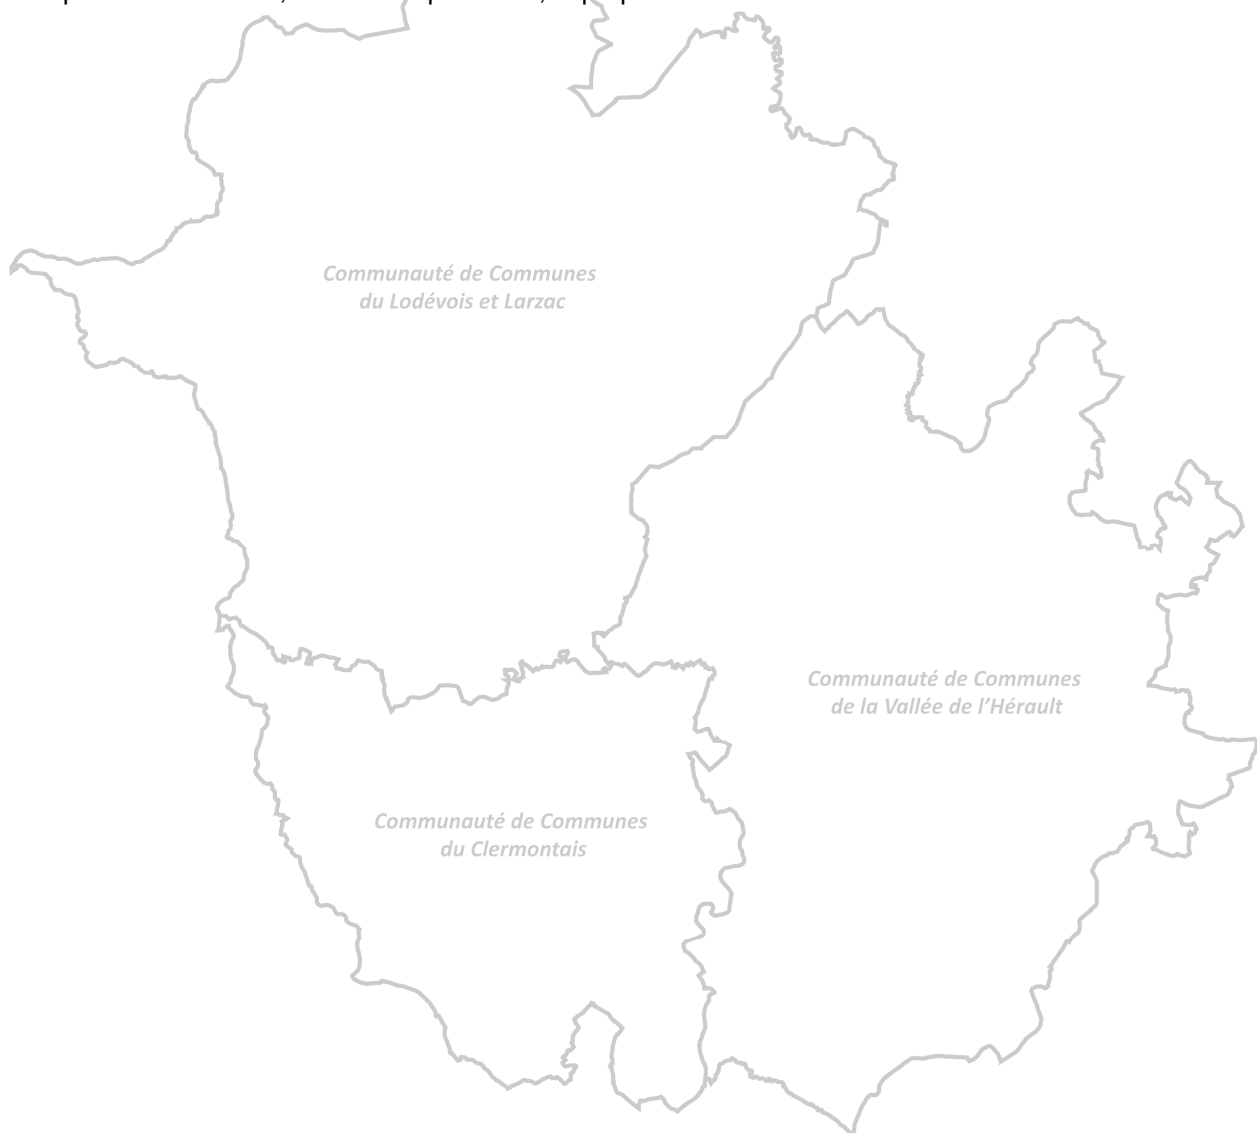 Communauté de Communes
du Lodévois et Larzac
Communauté de Communes
de la Vallée de l'Hérault
Communauté de Communes
du Clermontais